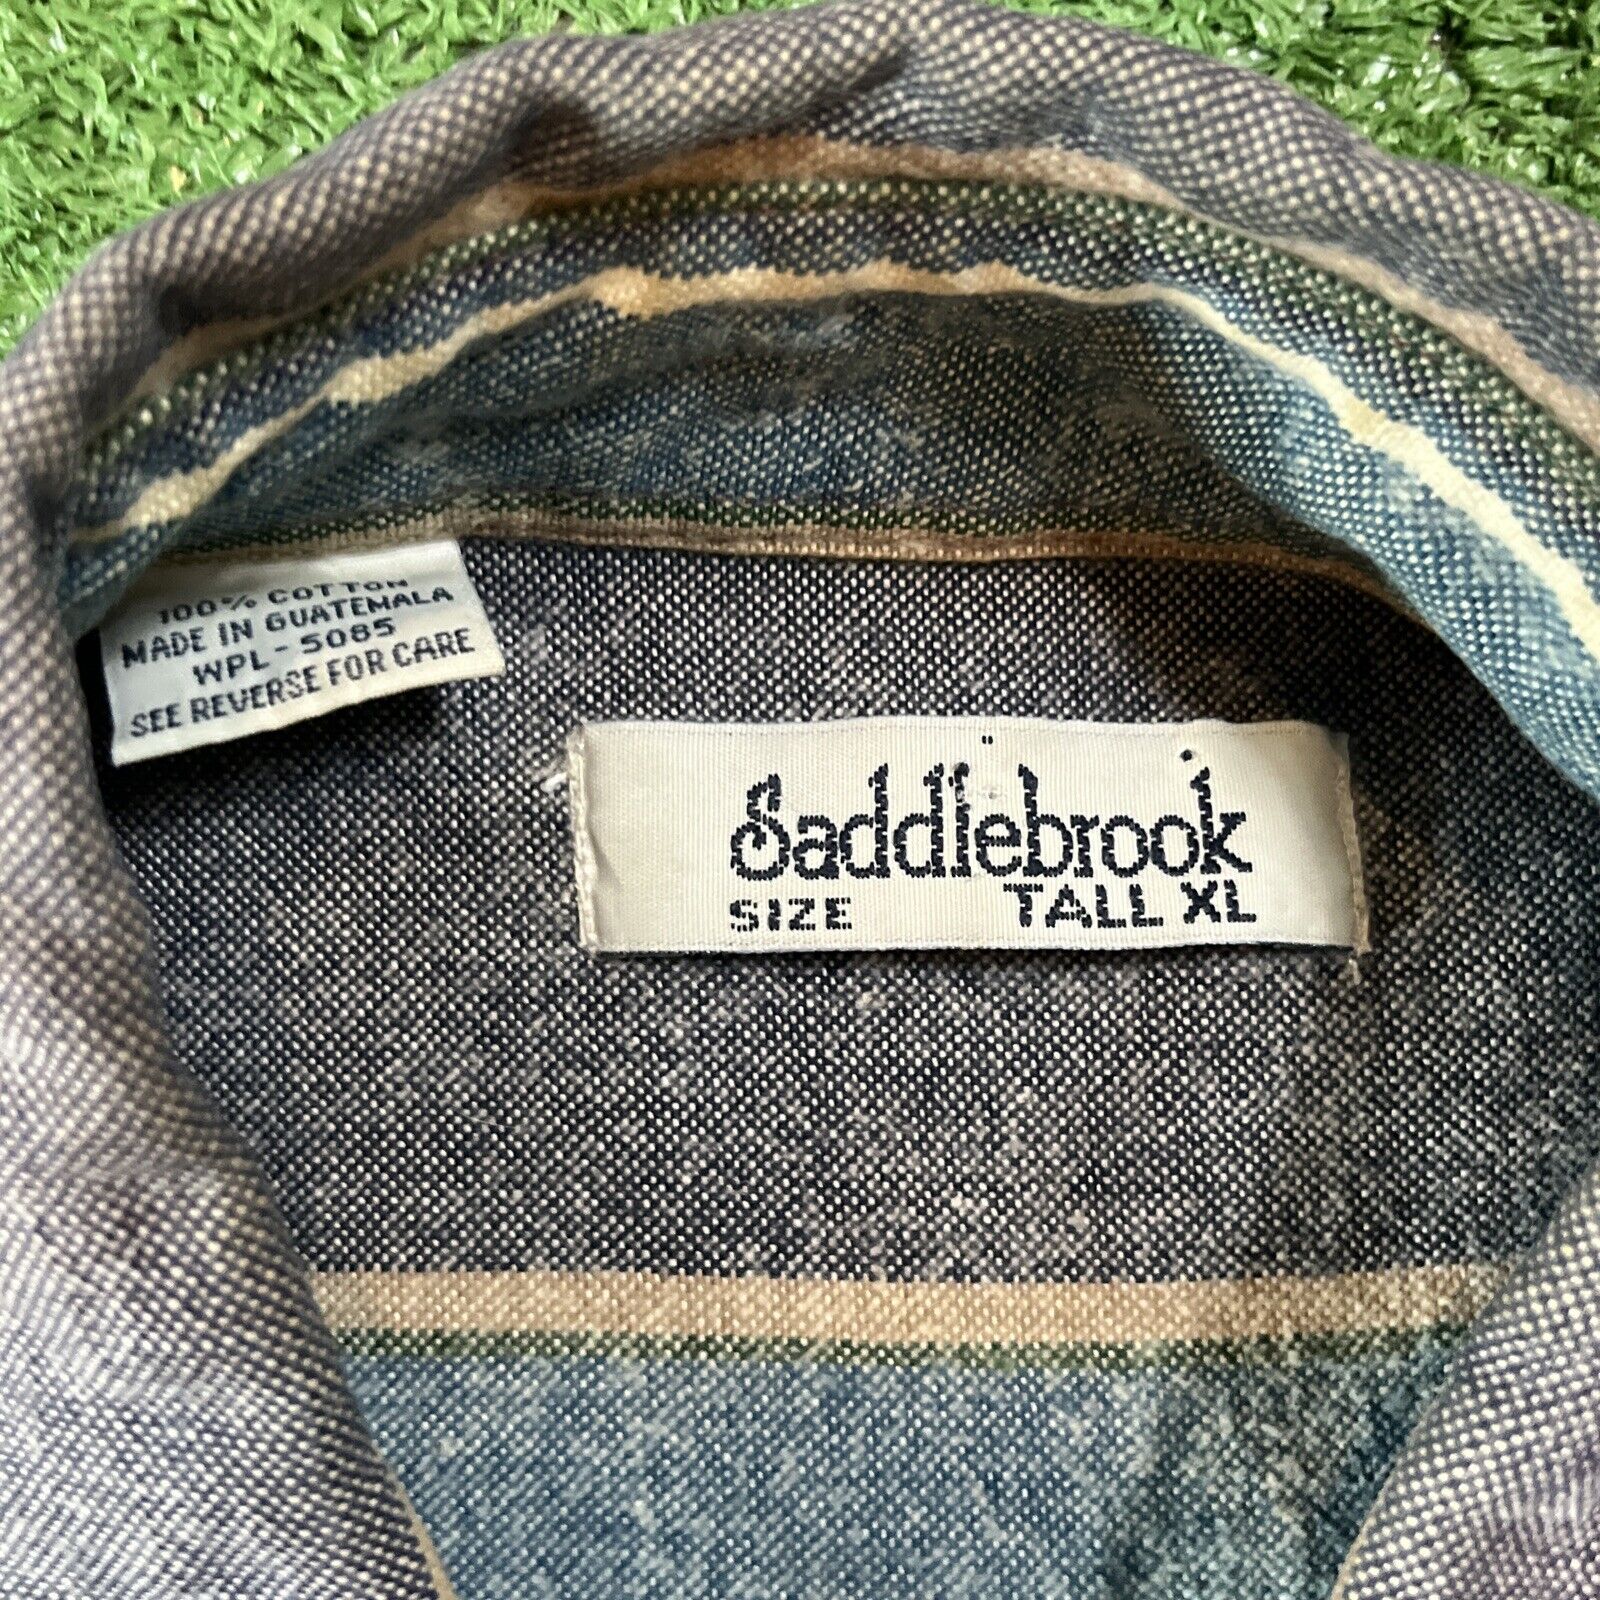 100% COTTON
MADE IN GUATEMALA
WPL - 5085
SEE REVERSE FOR CARE
Saddlebrook
SIZE TALL XL